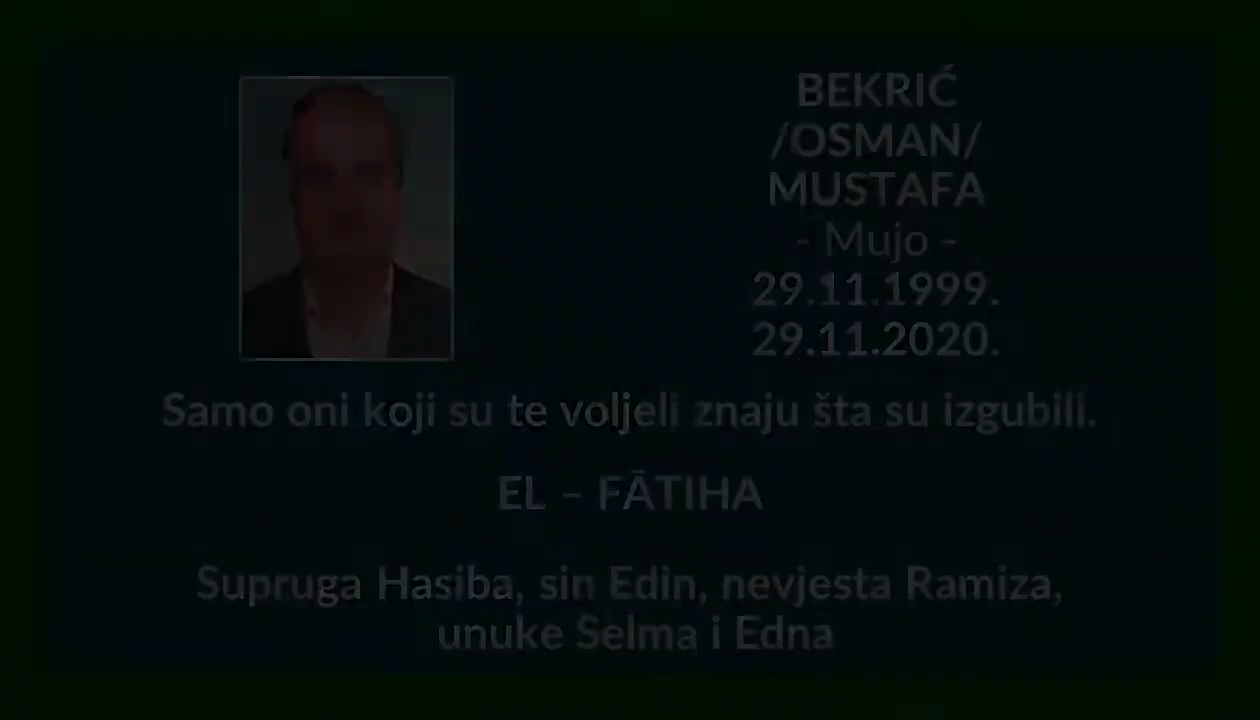 BEKRIĆ
/OSMAN/
MUSTAFA
- Mujo -
29.11.1999.
29.11.2020.
Samo oni koji su te voljeli znaju šta su izgubili.
EL – FĀTIHA
Supruga Hasiba, sin Edin, nevjesta Ramiza,
unuke Selma i Edna